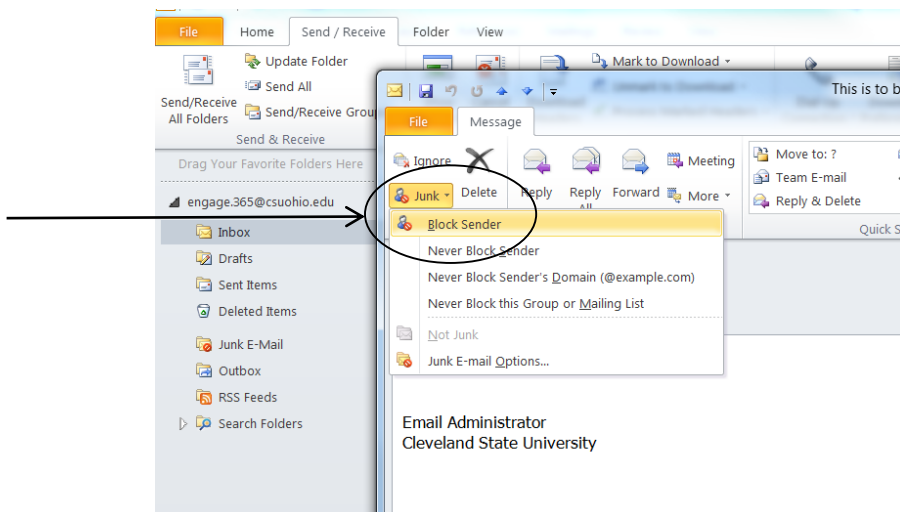 File Home Send / Receive Folder View
Update Folder
Send All
Send/Receive
All Folders
Send/Receive
Send & Receive
Mark to Download
Drag Your Favorite Folders Here
engage.365@csuohio.edu
Inbox
Drafts
Sent Items
Deleted Items
Junk E-Mail
Outbox
RSS Feeds
Search Folders
This is to b
File Message
Ignore
Junk
Delete
Reply
Reply
All
Forward
Meeting
More
Move to: ?
Team E-mail
Reply & Delete
Quick S
Block Sender
Never Block Sender
Never Block Sender's Domain (@example.com)
Never Block this Group or Mailing List
Not Junk
Junk E-mail Options...
Email Administrator
Cleveland State University